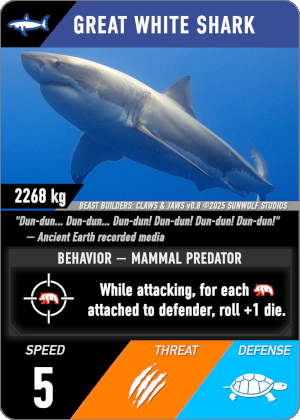 GREAT WHITE SHARK
2268 kg
BEAST BUILDERS: CLAWS & JAWS v0.8 ©2025 SUNWOLF STUDIOS
"Dun-dun... Dun-dun... Dun-dun! Dun-dun! Dun-dun! Dun-dun!"
— Ancient Earth recorded media
BEHAVIOR — MAMMAL PREDATOR
While attacking, for each
attached to defender, roll +1 die.
SPEED THREAT DEFENSE
5